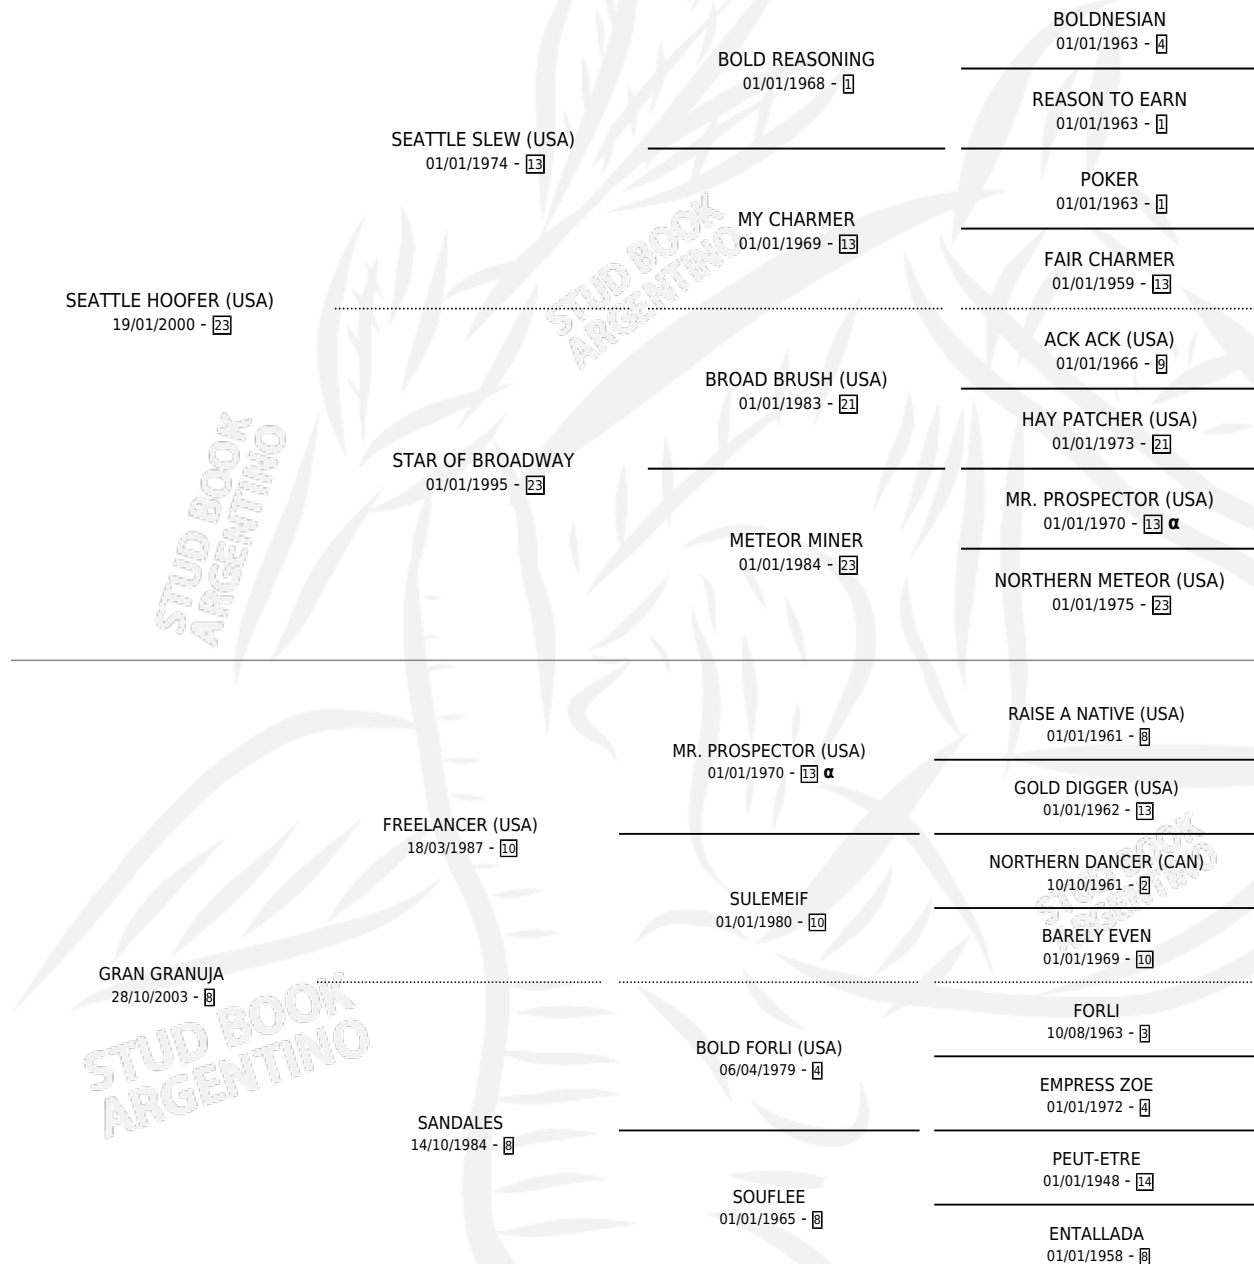 BOLDNESIAN
01/01/1963 - 4
BOLD REASONING
01/01/1968 - 1
REASON TO EARN
01/01/1963 - 1
SEATTLE SLEW (USA)
01/01/1974 - 13
POKER
01/01/1963 - 1
MY CHARMER
01/01/1969 - 13
FAIR CHARMER
01/01/1959 - 13
SEATTLE HOOFER (USA)
19/01/2000 - 23
ACK ACK (USA)
01/01/1966 - 9
BROAD BRUSH (USA)
01/01/1983 - 21
HAY PATCHER (USA)
01/01/1973 - 21
STAR OF BROADWAY
01/01/1995 - 23
MR. PROSPECTOR (USA)
01/01/1970 - 13 α
METEOR MINER
01/01/1984 - 23
NORTHERN METEOR (USA)
01/01/1975 - 23
RAISE A NATIVE (USA)
01/01/1961 - 8
MR. PROSPECTOR (USA)
01/01/1970 - 13 α
GOLD DIGGER (USA)
01/01/1962 - 13
FREELANCER (USA)
18/03/1987 - 10
NORTHERN DANCER (CAN)
10/10/1961 - 2
SULEMEIF
01/01/1980 - 10
BARELY EVEN
01/01/1969 - 10
GRAN GRANUJA
28/10/2003 - 8
FORLI
10/08/1963 - 3
BOLD FORLI (USA)
06/04/1979 - 4
EMPRESS ZOE
01/01/1972 - 4
SANDALES
14/10/1984 - 8
PEUT-ETRE
01/01/1948 - 14
SOUFLEE
01/01/1965 - 8
ENTALLADA
01/01/1958 - 8
STUD BOOK
ARGENTINO
STUD BOOK
ARGENTINO
STUD BOOK
ARGENTINO
STUD BOOK
ARGENTINO